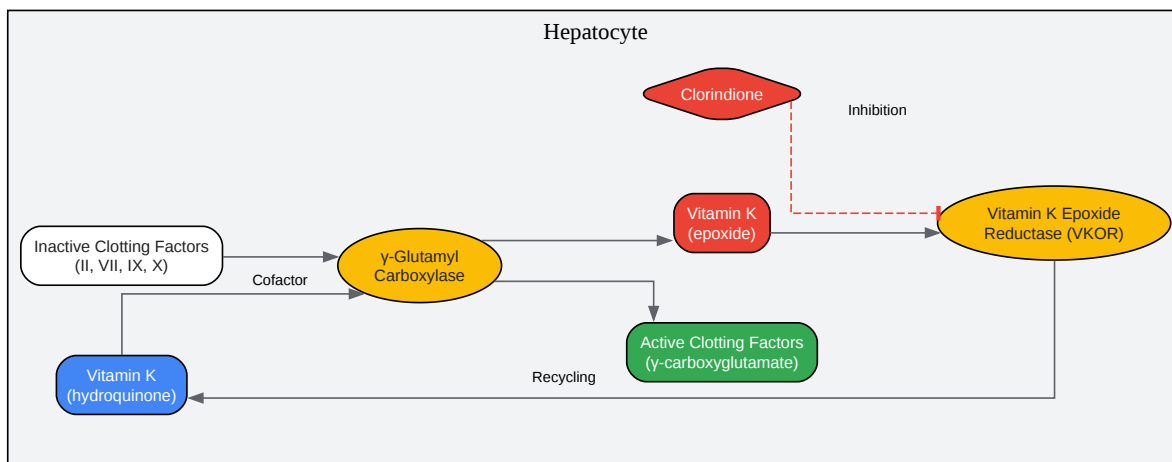 Hepatocyte
Clorindione
Inhibition
Vitamin K
(epoxide)
Vitamin K Epoxide
Reductase (VKOR)
Inactive Clotting Factors
(II, VII, IX, X)
γ-Glutamyl
Carboxylase
Cofactor
Active Clotting Factors
(γ-carboxyglutamate)
Vitamin K
(hydroquinone)
Recycling